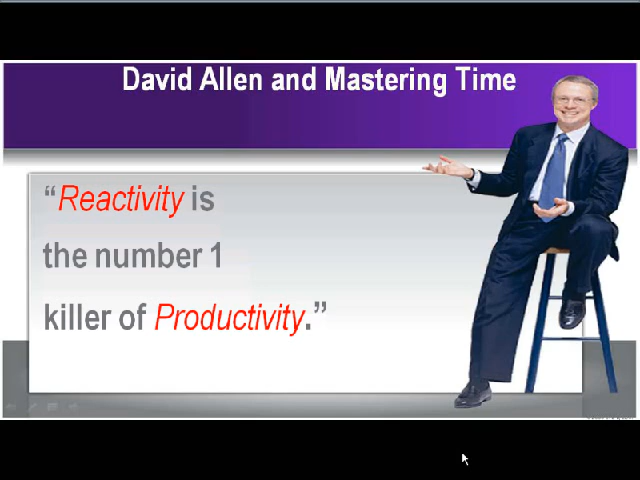 David Allen and Mastering Time
“Reactivity is
the number 1
killer of Productivity.”